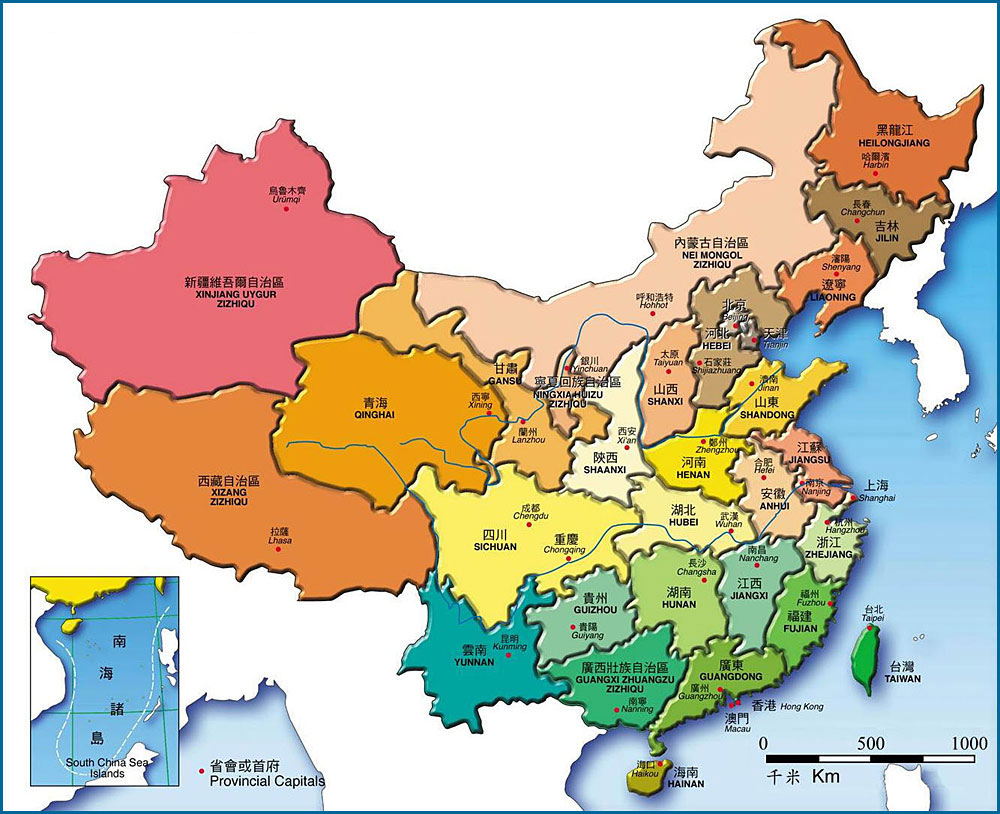 黑龍江
HEILONGJIANG
哈爾濱
Harbin
長春
Changchun
吉林
JILIN
瀋陽
Shenyang
遼寧
LIAONING
內蒙古自治區
NEI MONGOL
ZIZHIQU
呼和浩特
Hohhot
烏魯木齊
Urümqi
新疆維吾爾自治區
XINJIANG UYGUR
ZIZHIQU
北京
Beijing
天津
Tianjin
河北
HEBEI
石家莊
Shijiazhuang
太原
Taiyuan
山西
SHANXI
濟南
Jinan
山東
SHANDONG
銀川
Yinchuan
寧夏回族自治區
NINGXIA HUIZU
ZIZHIQU
甘肅
GANSU
蘭州
Lanzhou
青海
QINGHAI
西寧
Xining
西安
Xi'an
陝西
SHAANXI
鄭州
Zhengzhou
河南
HENAN
江蘇
JIANGSU
南京
Nanjing
合肥
Hefei
安徽
ANHUI
上海
Shanghai
杭州
Hangzhou
浙江
ZHEJIANG
西藏自治區
XIZANG
ZIZHIQU
拉薩
Lhasa
成都
Chengdu
四川
SICHUAN
重慶
Chongqing
湖北
HUBEI
武漢
Wuhan
長沙
Changsha
湖南
HUNAN
南昌
Nanchang
江西
JIANGXI
福州
Fuzhou
福建
FUJIAN
台北
Taipei
台灣
TAIWAN
貴州
GUIZHOU
貴陽
Guiyang
雲南
YUNNAN
昆明
Kunming
廣西壯族自治區
GUANGXI ZHUANGZU
ZIZHIQU
南寧
Nanning
廣東
GUANGDONG
廣州
Guangzhou
香港 Hong Kong
澳門
Macau
海口
Haikou
海南
HAINAN
南
海
諸
島
South China Sea
Islands
省會或首府
Provincial Capitals
0 500 1000
千米 Km